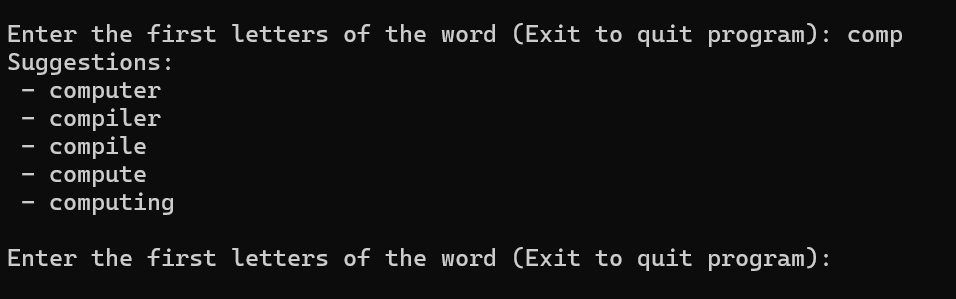 Enter the first letters of the word (Exit to quit program): comp
Suggestions:
 - computer
 - compiler
 - compile
 - compute
 - computing
Enter the first letters of the word (Exit to quit program):